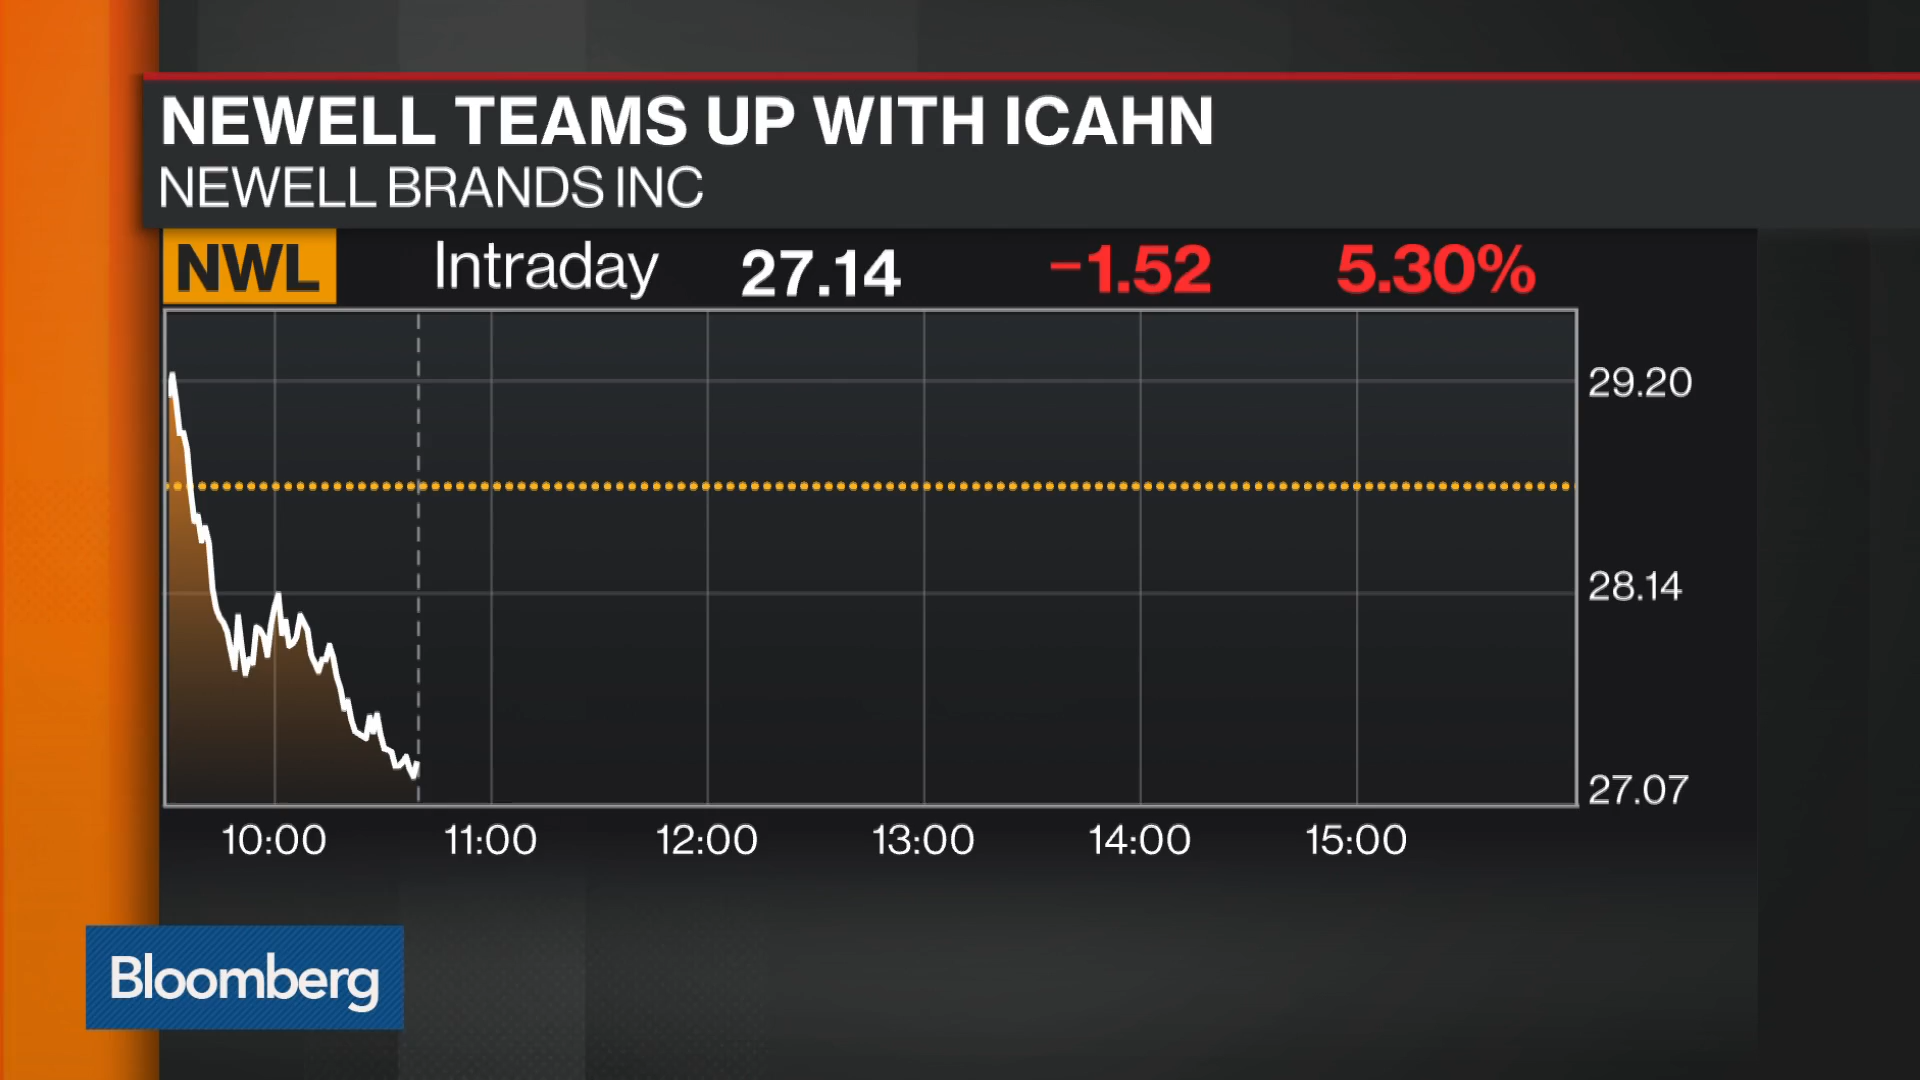 NEWELL TEAMS UP WITH ICAHN
NEWELL BRANDS INC
NWL Intraday 27.14 -1.52 5.30%
29.20
28.14
27.07
10:00 11:00 12:00 13:00 14:00 15:00
Bloomberg